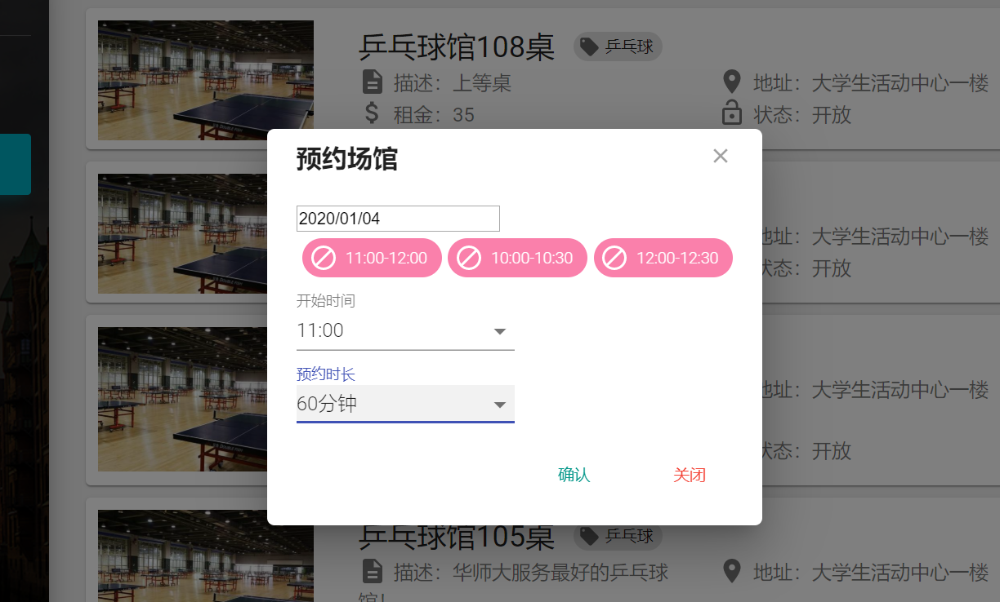 乒乓球馆108桌 乒乓球
描述：上等桌 地址：大学生活动中心一楼
租金：35 状态：开放
预约场馆
2020/01/04
地址：大学生活动中心一楼
11:00-12:00 10:00-10:30 12:00-12:30
状态：开放
开始时间
11:00
预约时长
地址：大学生活动中心一楼
60分钟
状态：开放
确认 关闭
乒乓球馆105桌 乒乓球
描述：华师大服务最好的乒乓球 地址：大学生活动中心一楼
馆！